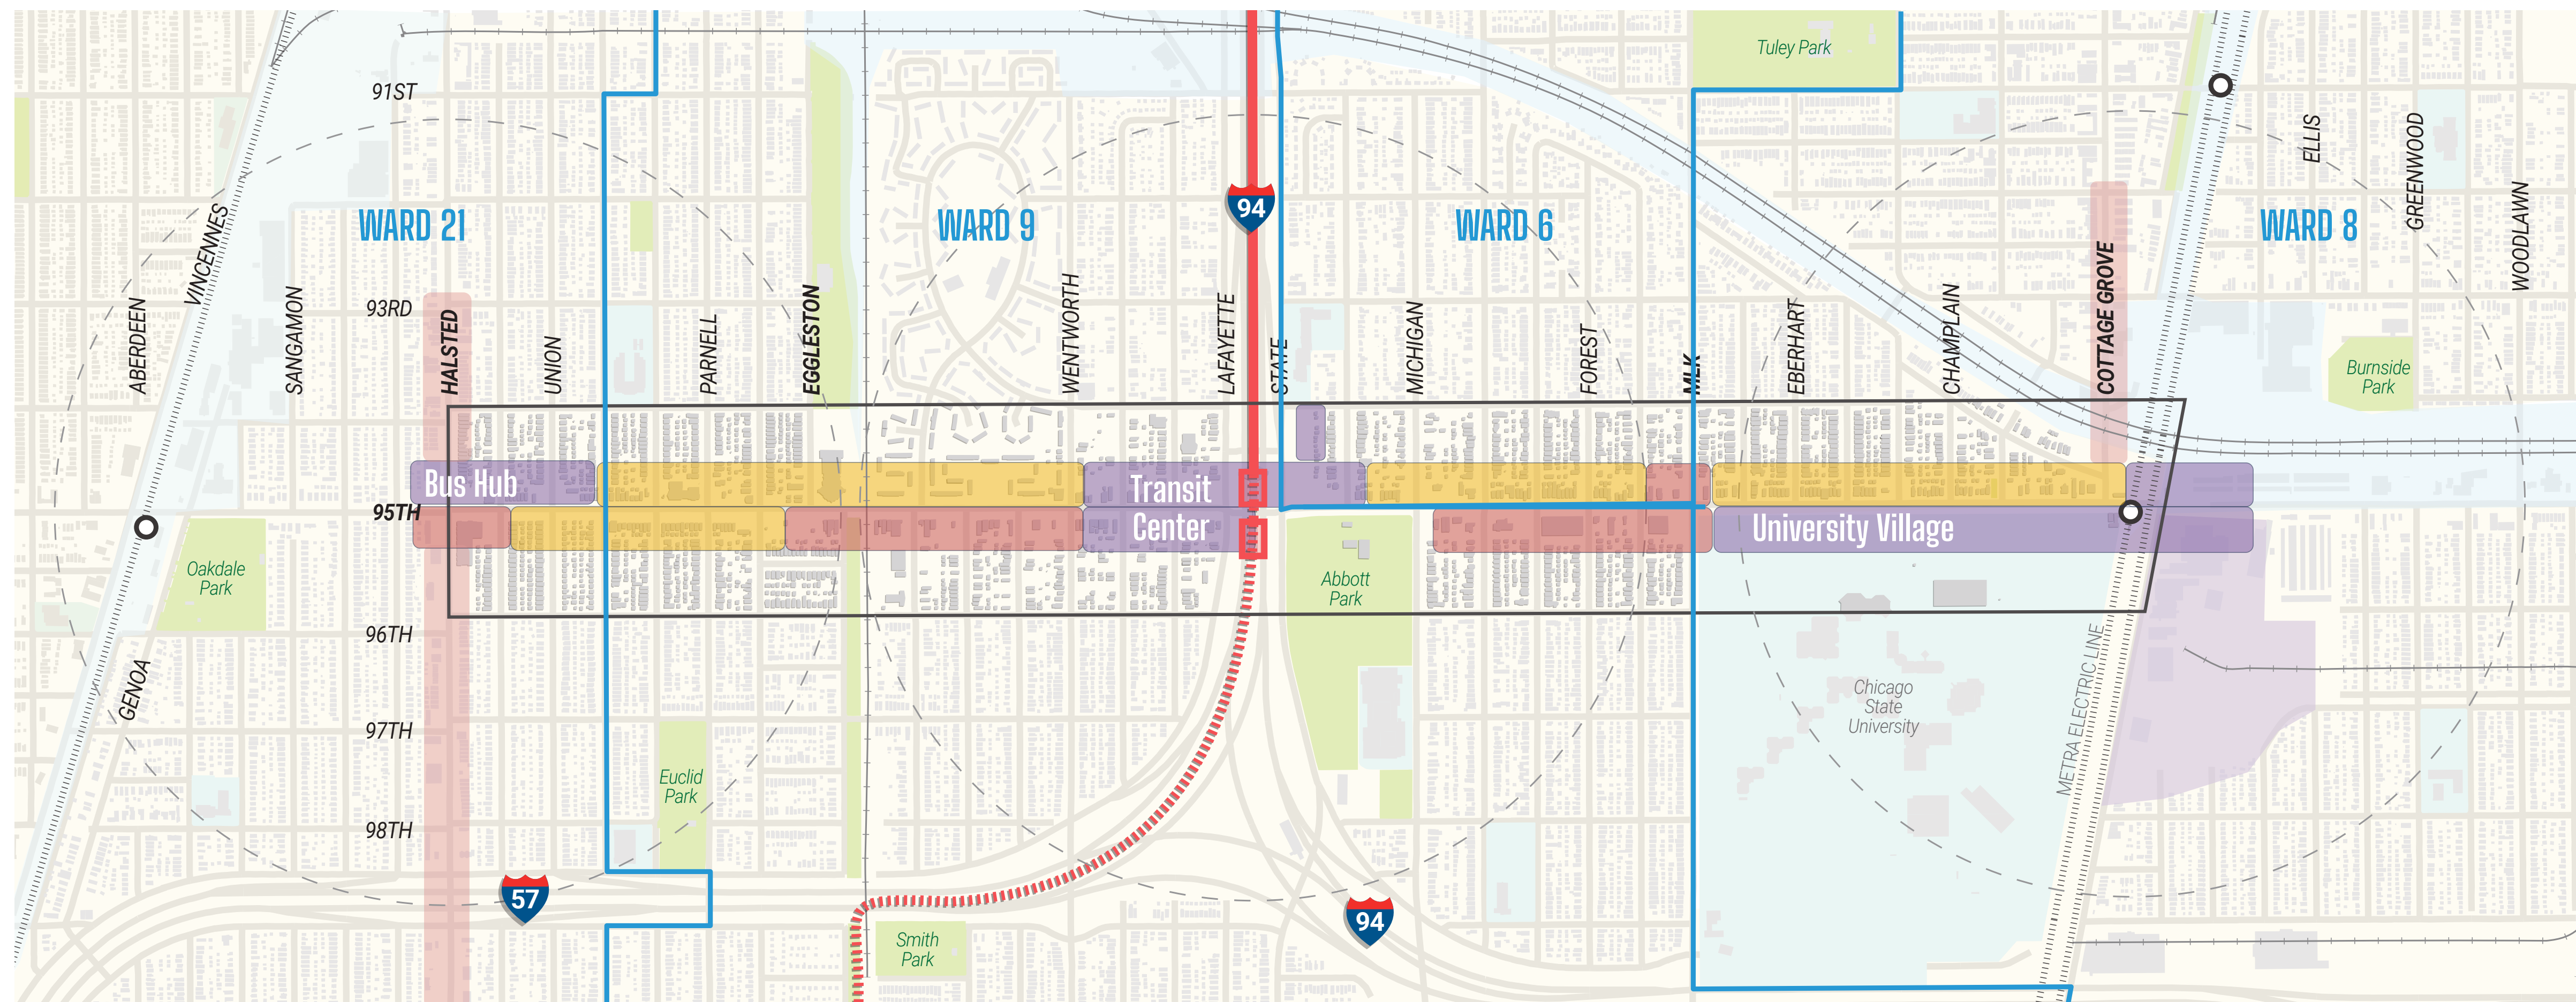 Tuley Park
91ST
ELLIS
GREENWOOD
WOODLAWN
VINCENNES
WARD 21
WARD 9
94
WARD 6
WARD 8
ABERDEEN
SANGAMON
93RD
HALSTED
UNION
PARNELL
EGGLESTON
WENTWORTH
LAFAYETTE
STATE
MICHIGAN
FOREST
MLK
EBERHART
CHAMPLAIN
COTTAGE GROVE
Burnside
Park
Bus Hub
Transit
Center
95TH
University Village
Oakdale
Park
Abbott
Park
96TH
GENOA
METRA ELECTRIC LINE
Chicago
State
University
97TH
Euclid
Park
98TH
57
94
Smith
Park